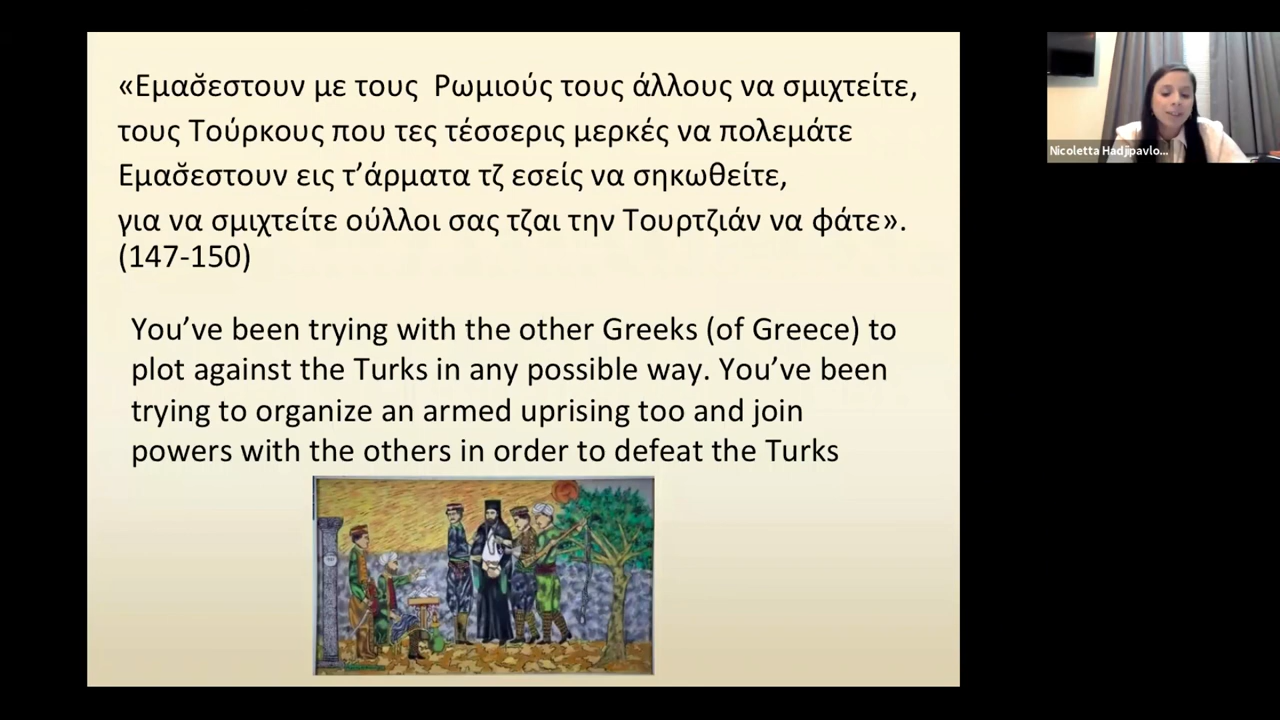 «Εμασ̌εστουν με τους Ρωμιούς τους άλλους να σμιχτείτε,
τους Τούρκους που τες τέσσερις μερκές να πολεμάτε
Εμασ̌εστουν εις τ’άρματα τζ εσείς να σηκωθείτε,
για να σμιχτείτε ούλλοι σας τζαι την Τουρτζιάν να φάτε».
(147-150)
You’ve been trying with the other Greeks (of Greece) to
plot against the Turks in any possible way. You’ve been
trying to organize an armed uprising too and join
powers with the others in order to defeat the Turks
Nicoletta Hadjipavlo...